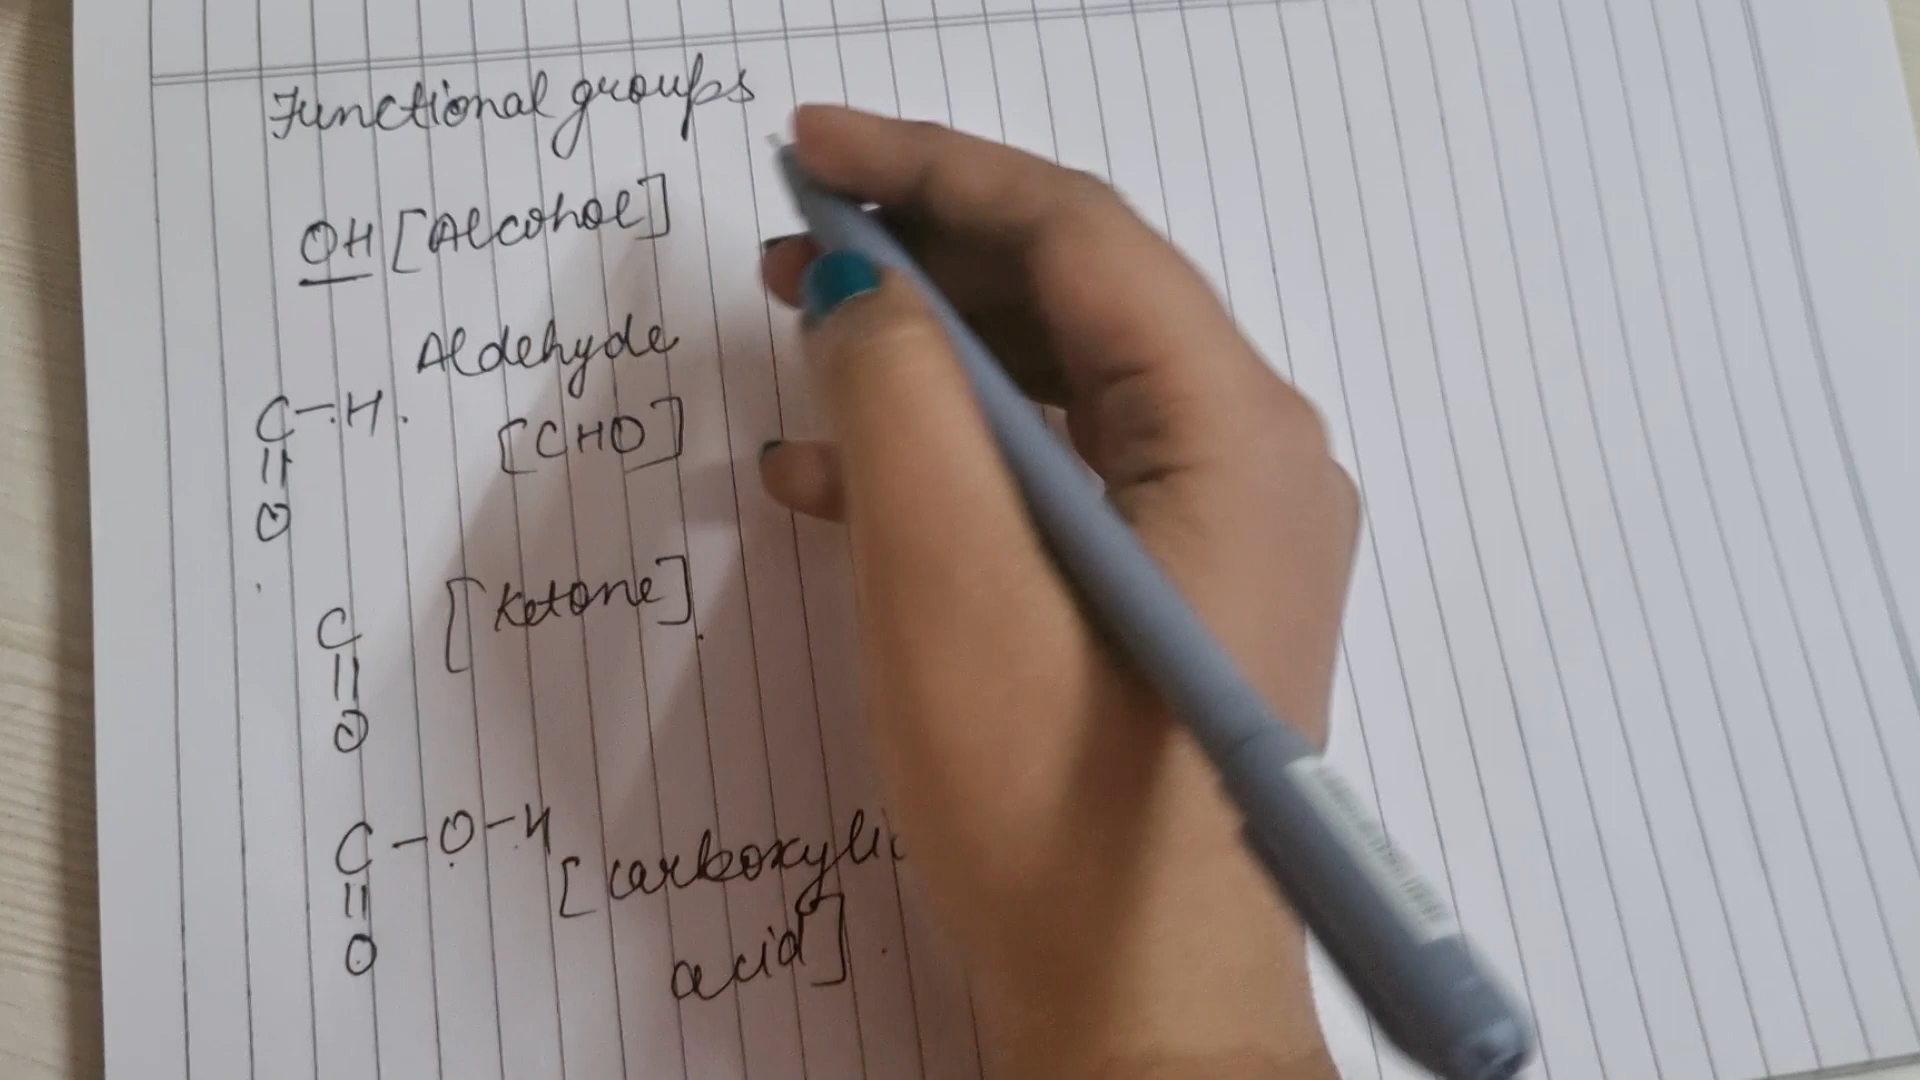 Functional groups
OH [Alcohol]
Aldehyde
C-H.
[CHO]
||
O
C [Ketone].
||
O
C-O-H
[carboxylic
||
O
acid].